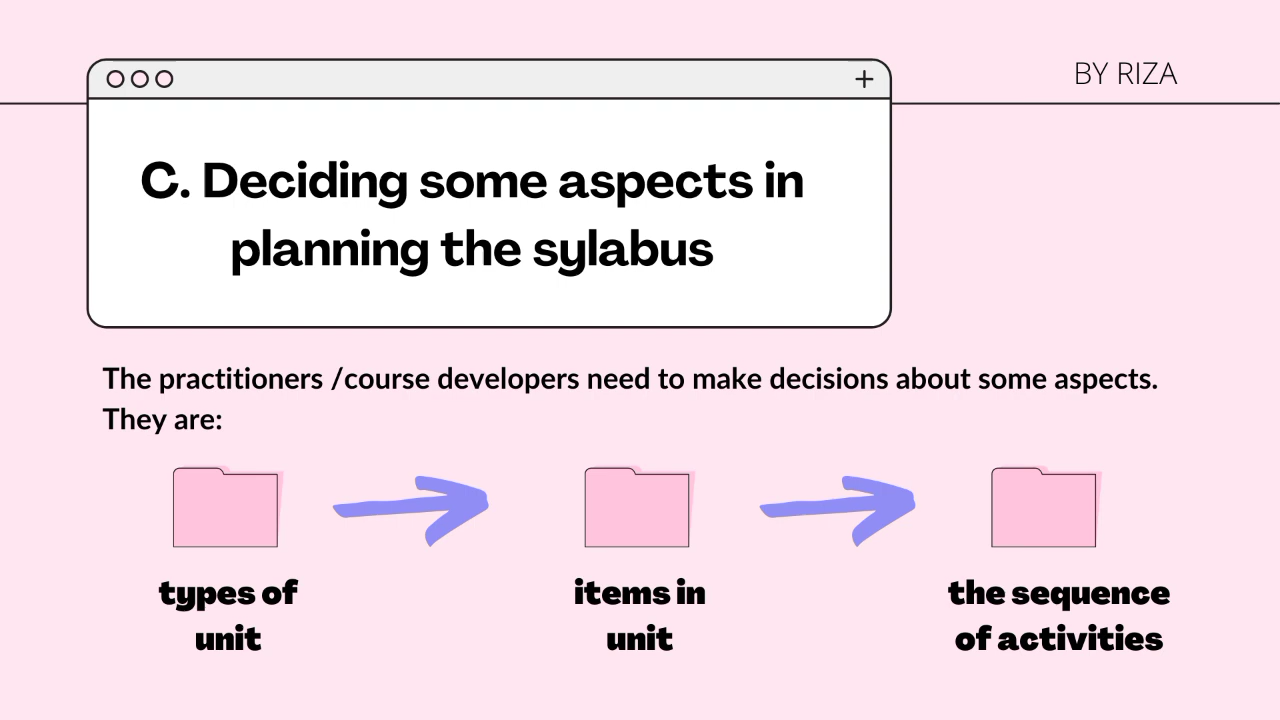 BY RIZA
C. Deciding some aspects in
planning the sylabus
The practitioners /course developers need to make decisions about some aspects.
They are:
types of
unit
items in
unit
the sequence
of activities